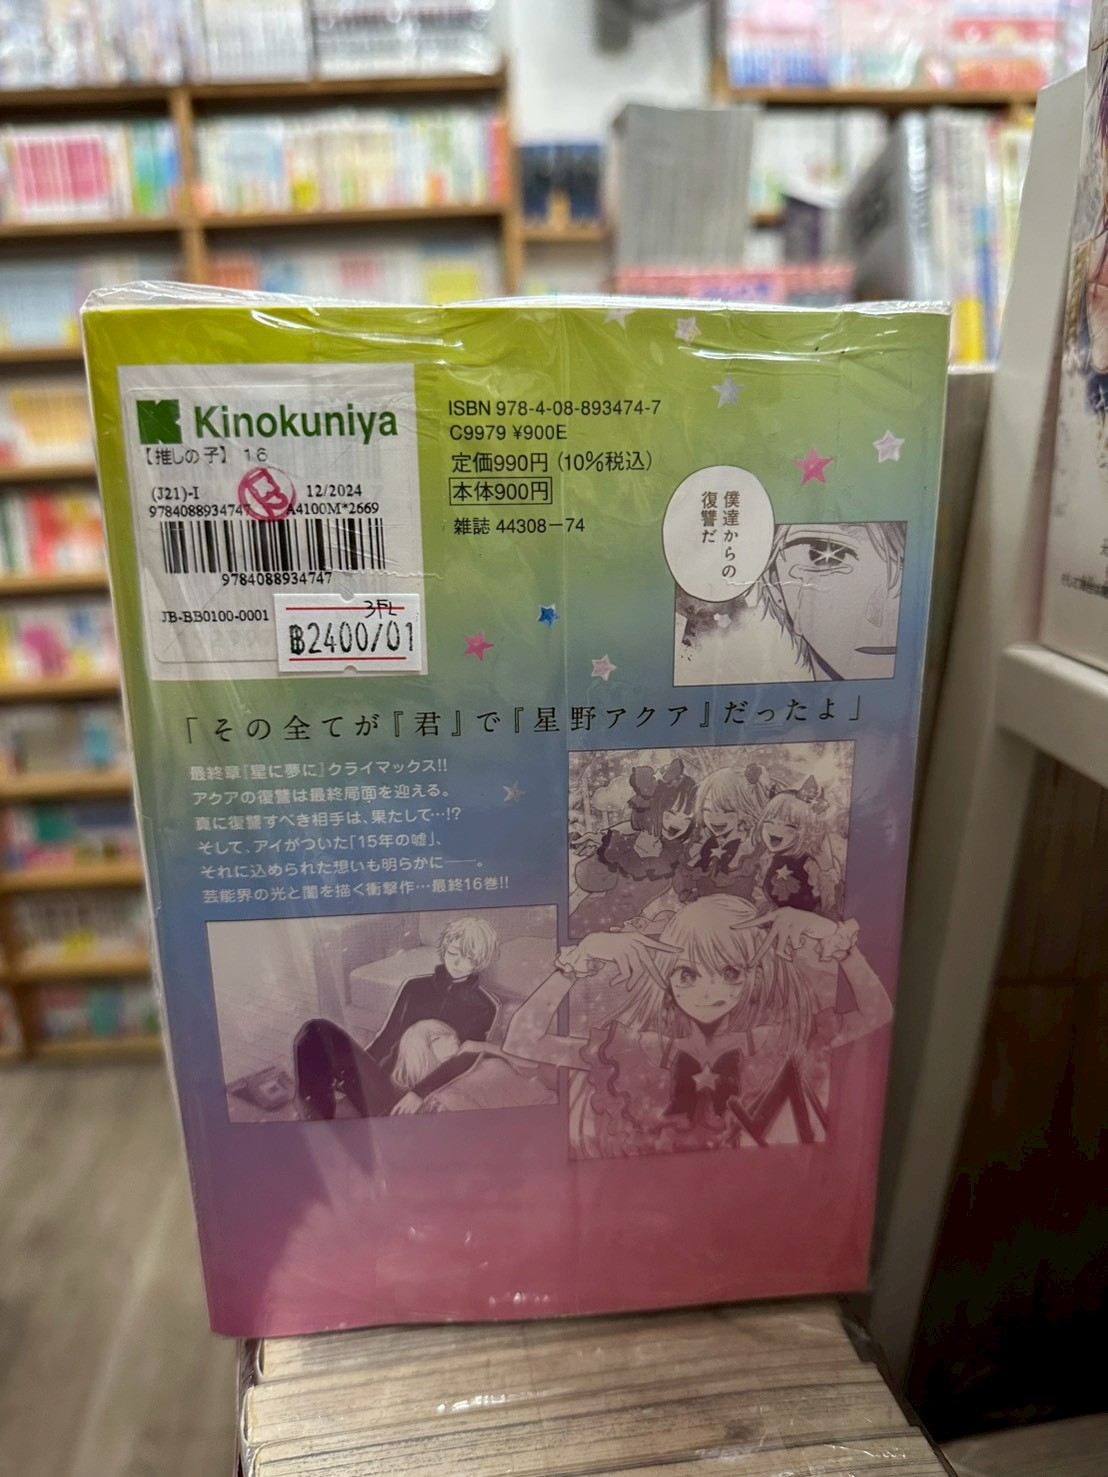 Kinokuniya
【推しの子】 16
(J21)-I 12/2024
9784088934747 A4100M*2669
9784088934747
JB-BB0100-0001
3FL
฿2400/01
ISBN 978-4-08-893474-7
C9979 ¥900E
定価990円 (10%税込)
本体900円
雑誌 44308-74
僕達からの
復讐だ
「その全てが『君』で『星野アクア』だったよ」
最終章『星に夢に』クライマックス!!
アクアの復讐は最終局面を迎える。
真に復讐すべき相手は、果たして…!?
そして、アイがついた「15年の嘘」、
それに込められた想いも明らかに――。
芸能界の光と闇を描く衝撃作…最終16巻!!